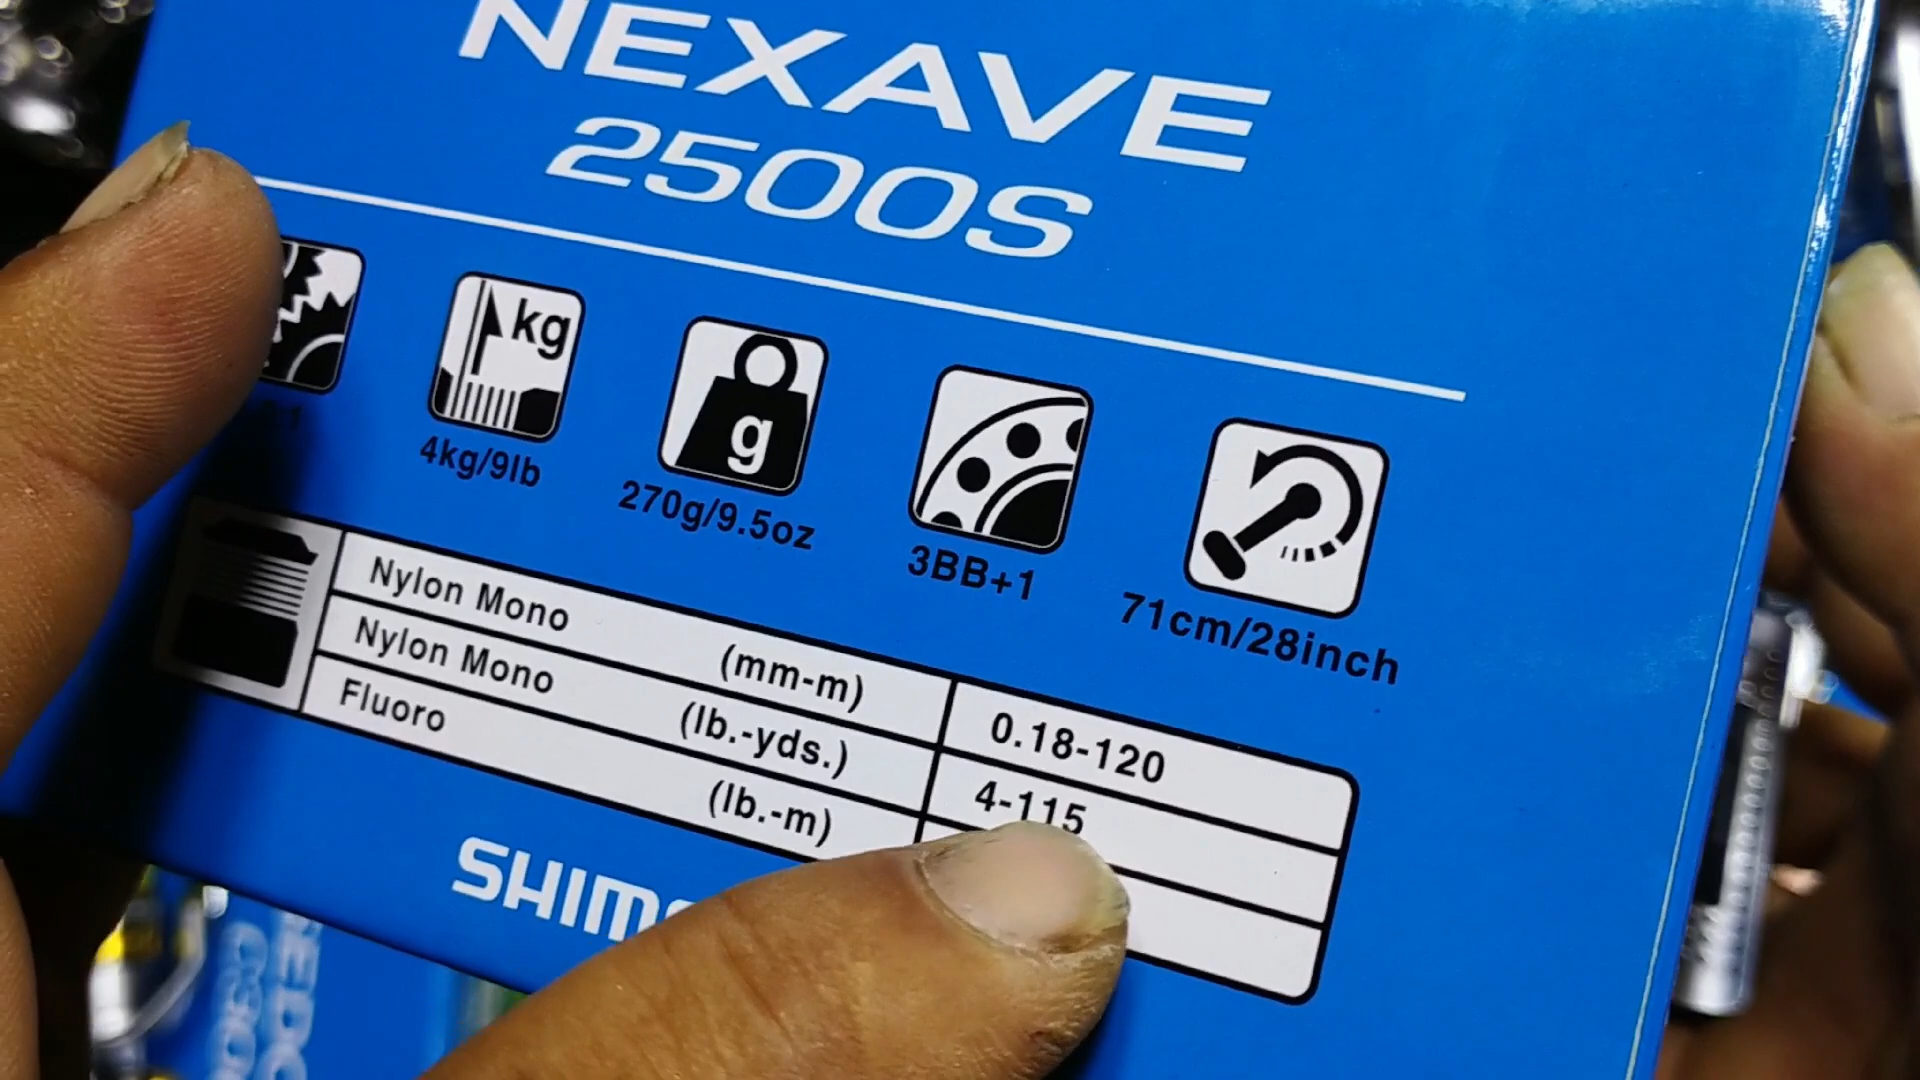 NEXAVE
2500S
kg
g
4kg/9lb
270g/9.5oz
3BB+1
71cm/28inch
Nylon Mono (mm-m) 0.18-120
Nylon Mono (lb.-yds.) 4-115
Fluoro (lb.-m)